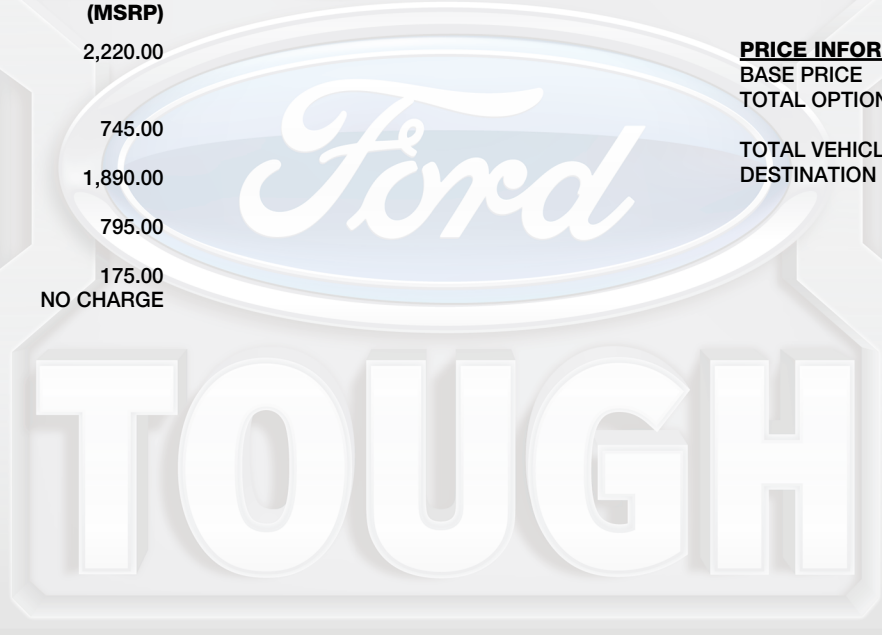 (MSRP)
2,220.00
745.00
1,890.00
795.00
175.00
NO CHARGE
PRICE INFOR
BASE PRICE
TOTAL OPTION
TOTAL VEHICL
DESTINATION
Ford
TOUGH